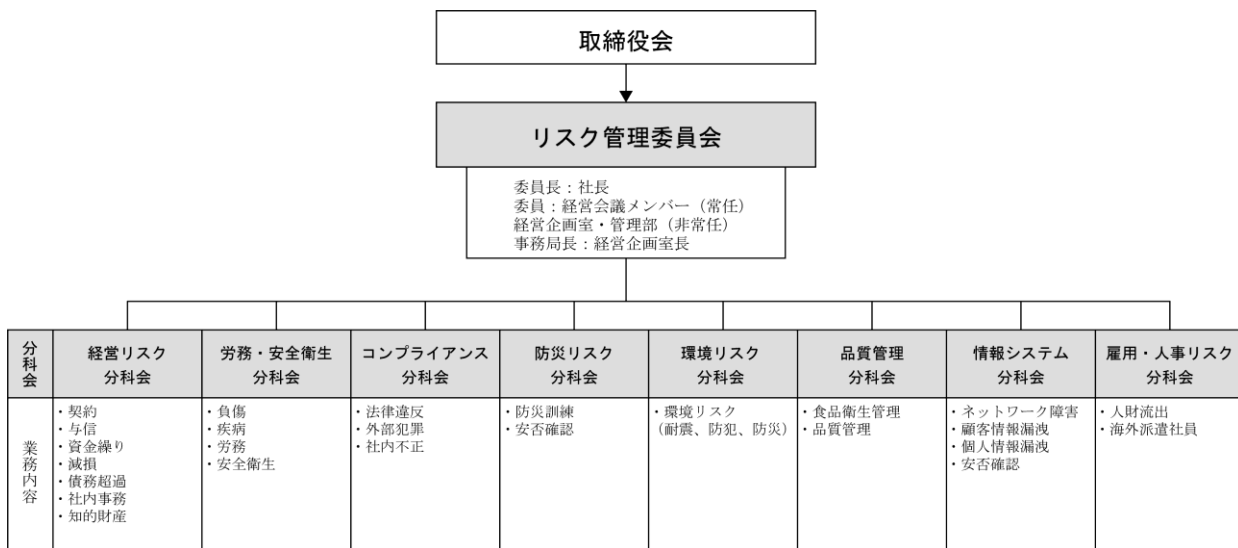 取締役会
リスク管理委員会
委員長：社長
委員：経営会議メンバー（常任）
経営企画室・管理部（非常任）
事務局長：経営企画室長
分科会
経営リスク
分科会
労務・安全衛生
分科会
コンプライアンス
分科会
防災リスク
分科会
環境リスク
分科会
品質管理
分科会
情報システム
分科会
雇用・人事リスク
分科会
業務内容
・契約
・与信
・資金繰り
・減損
・債務超過
・社内事務
・知的財産
・負傷
・疾病
・労務
・安全衛生
・法律違反
・外部犯罪
・社内不正
・防災訓練
・安否確認
・環境リスク
（耐震、防犯、防災）
・食品衛生管理
・品質管理
・ネットワーク障害
・顧客情報漏洩
・個人情報漏洩
・安否確認
・人財流出
・海外派遣社員